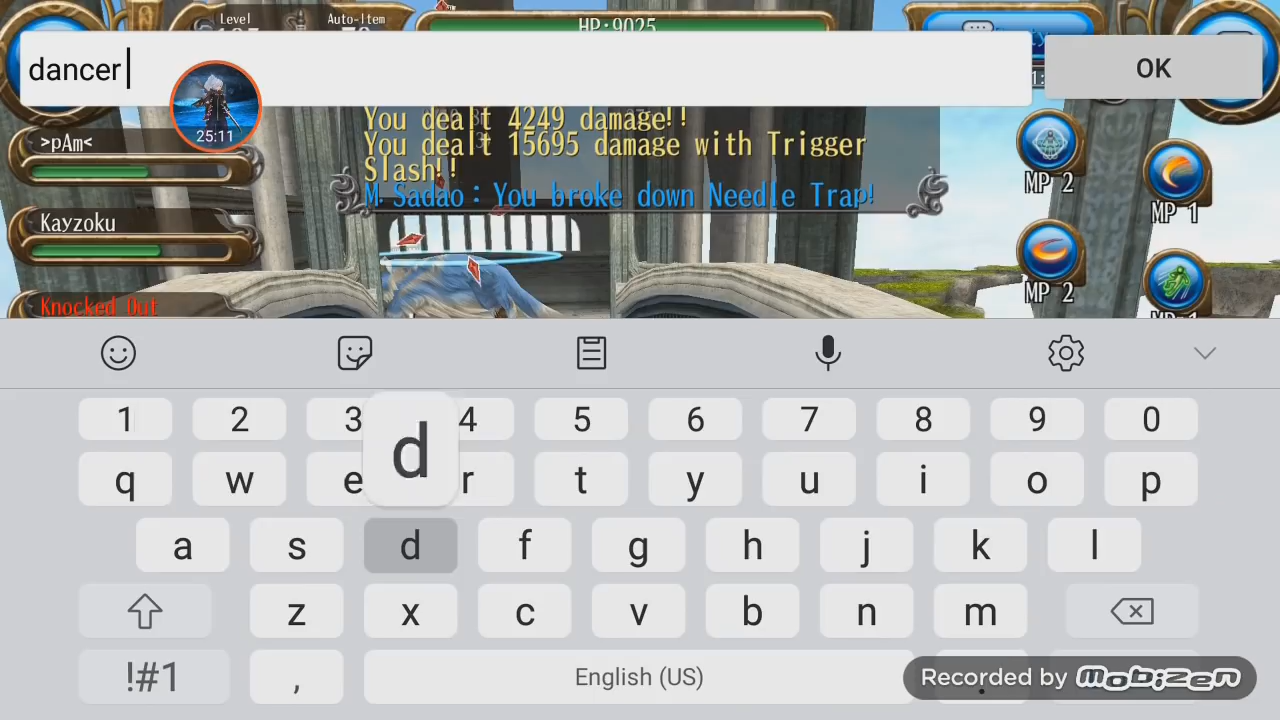 Level
Auto-Item
HP:9025
dancer
OK
25:11
>pAm<
Kayzoku
Knocked Out
You dealt 4249 damage!!
You dealt 15695 damage with Trigger
Slash!!
M.Sadao: You broke down Needle Trap!
MP 2
MP 1
MP 2
MP 1
1 2 3 4 5 6 7 8 9 0
d
q w e r t y u i o p
a s d f g h j k l
z x c v b n m
!#1 , English (US) .
Recorded by MOBIZEN